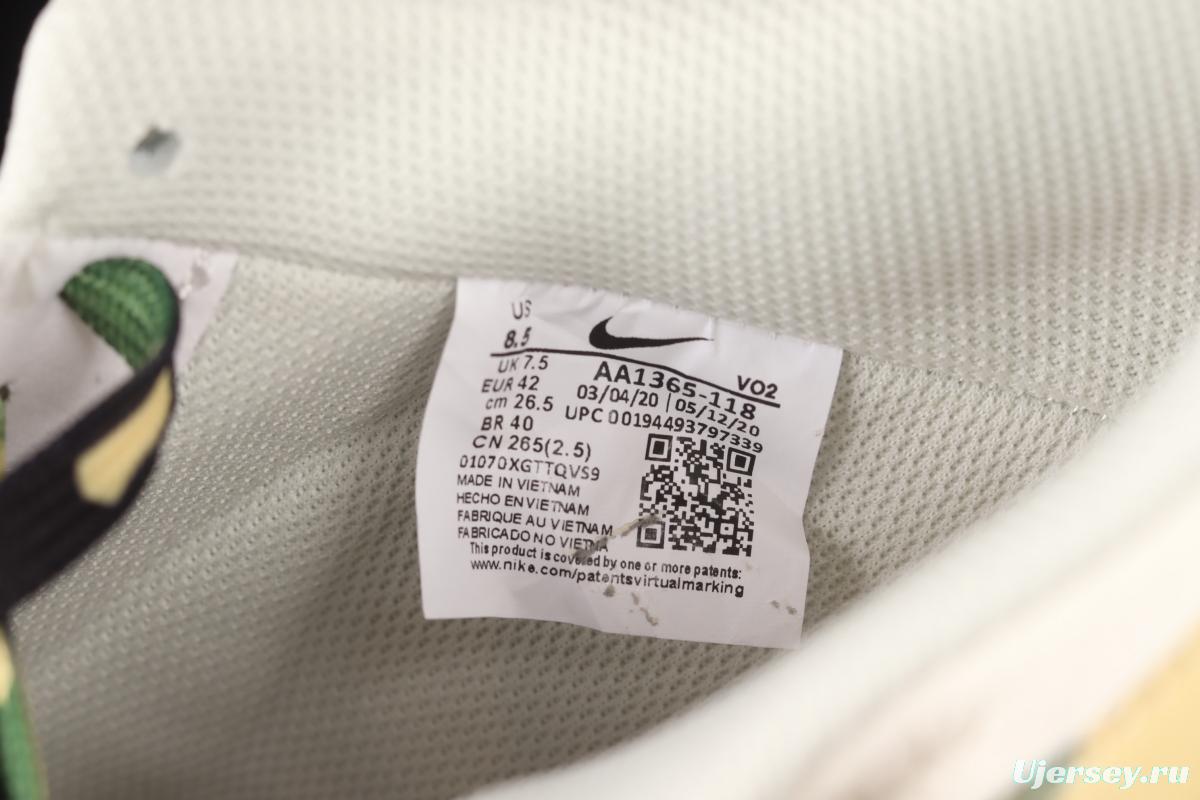 US
8.5
VO2
UK 7.5
AA1365-118
EUR 42
03/04/20 | 05/12/20
cm 26.5
UPC 00194493797339
BR 40
CN 265(2.5)
01070XGTTQVS9
MADE IN VIETNAM
HECHO EN VIETNAM
FABRIQUE AU VIETNAM
FABRICADO NO VIETNA
This product is covered by one or more patents:
www.nike.com/patentsvirtualmarking
Ujersey.ru